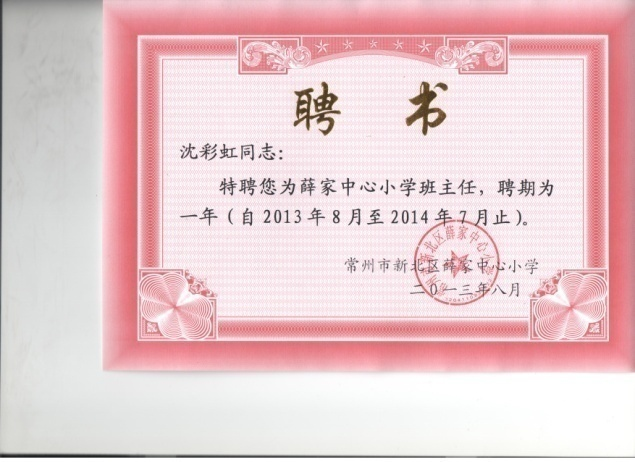 聘 书
沈彩虹同志：
特聘您为薛家中心小学班主任，聘期为
一年（自2013年8月至2014年7月止）。
常州市新北区薛家中心小学
二〇一三年八月